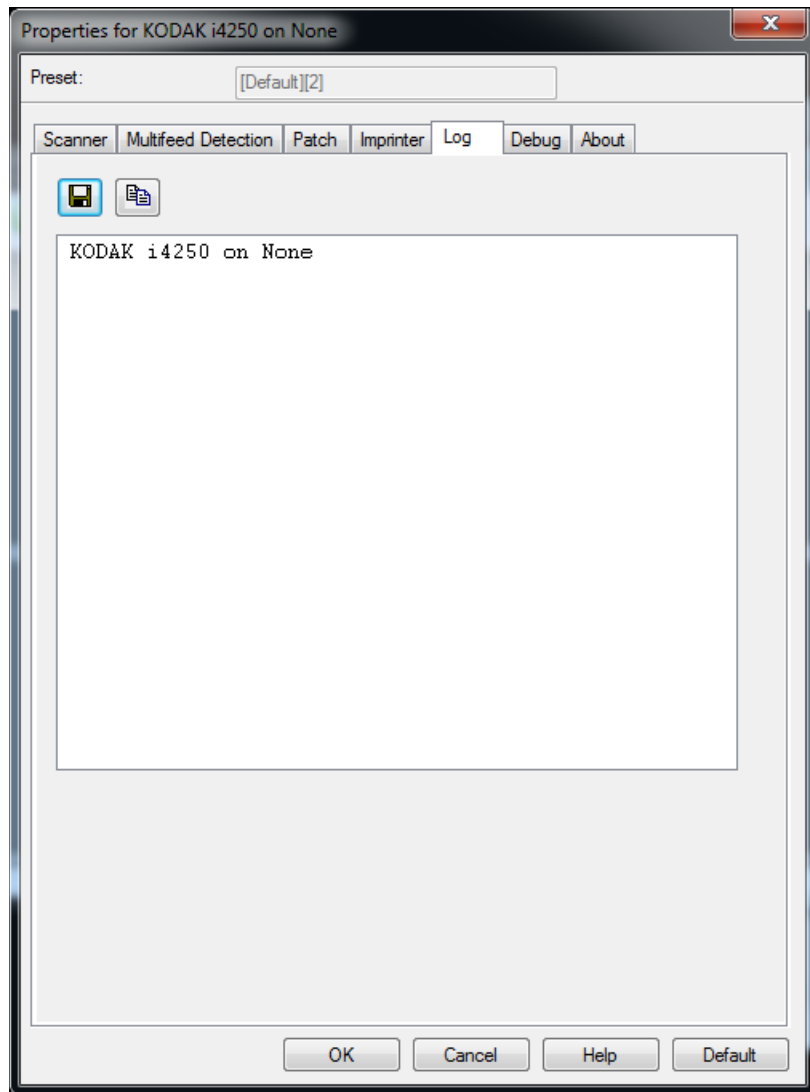 Properties for KODAK i4250 on None
Preset: [Default][2]
Scanner Multifeed Detection Patch Imprinter Log Debug About
KODAK i4250 on None
OK Cancel Help Default